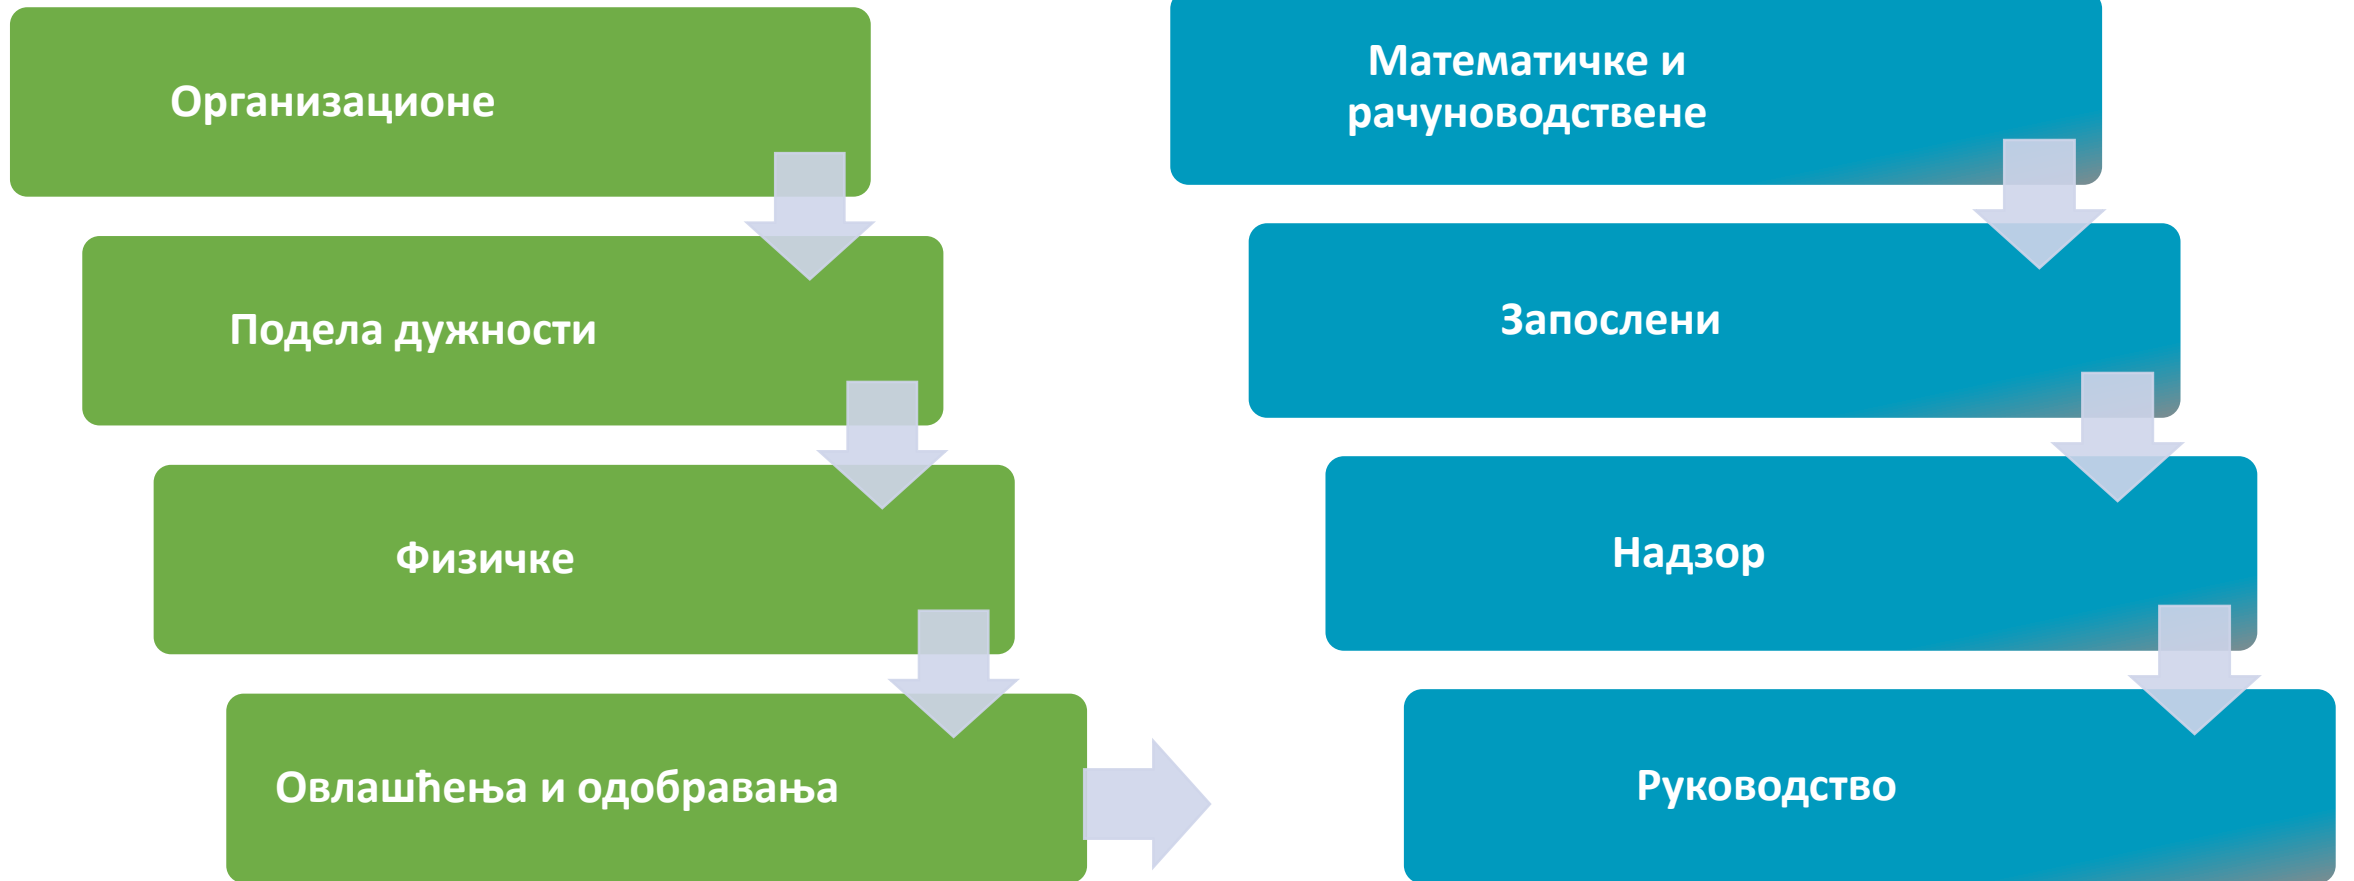 Организационе
Подела дужности
Физичке
Овлашћења и одобравања
Математичке и
рачуноводствене
Запослени
Надзор
Руководство